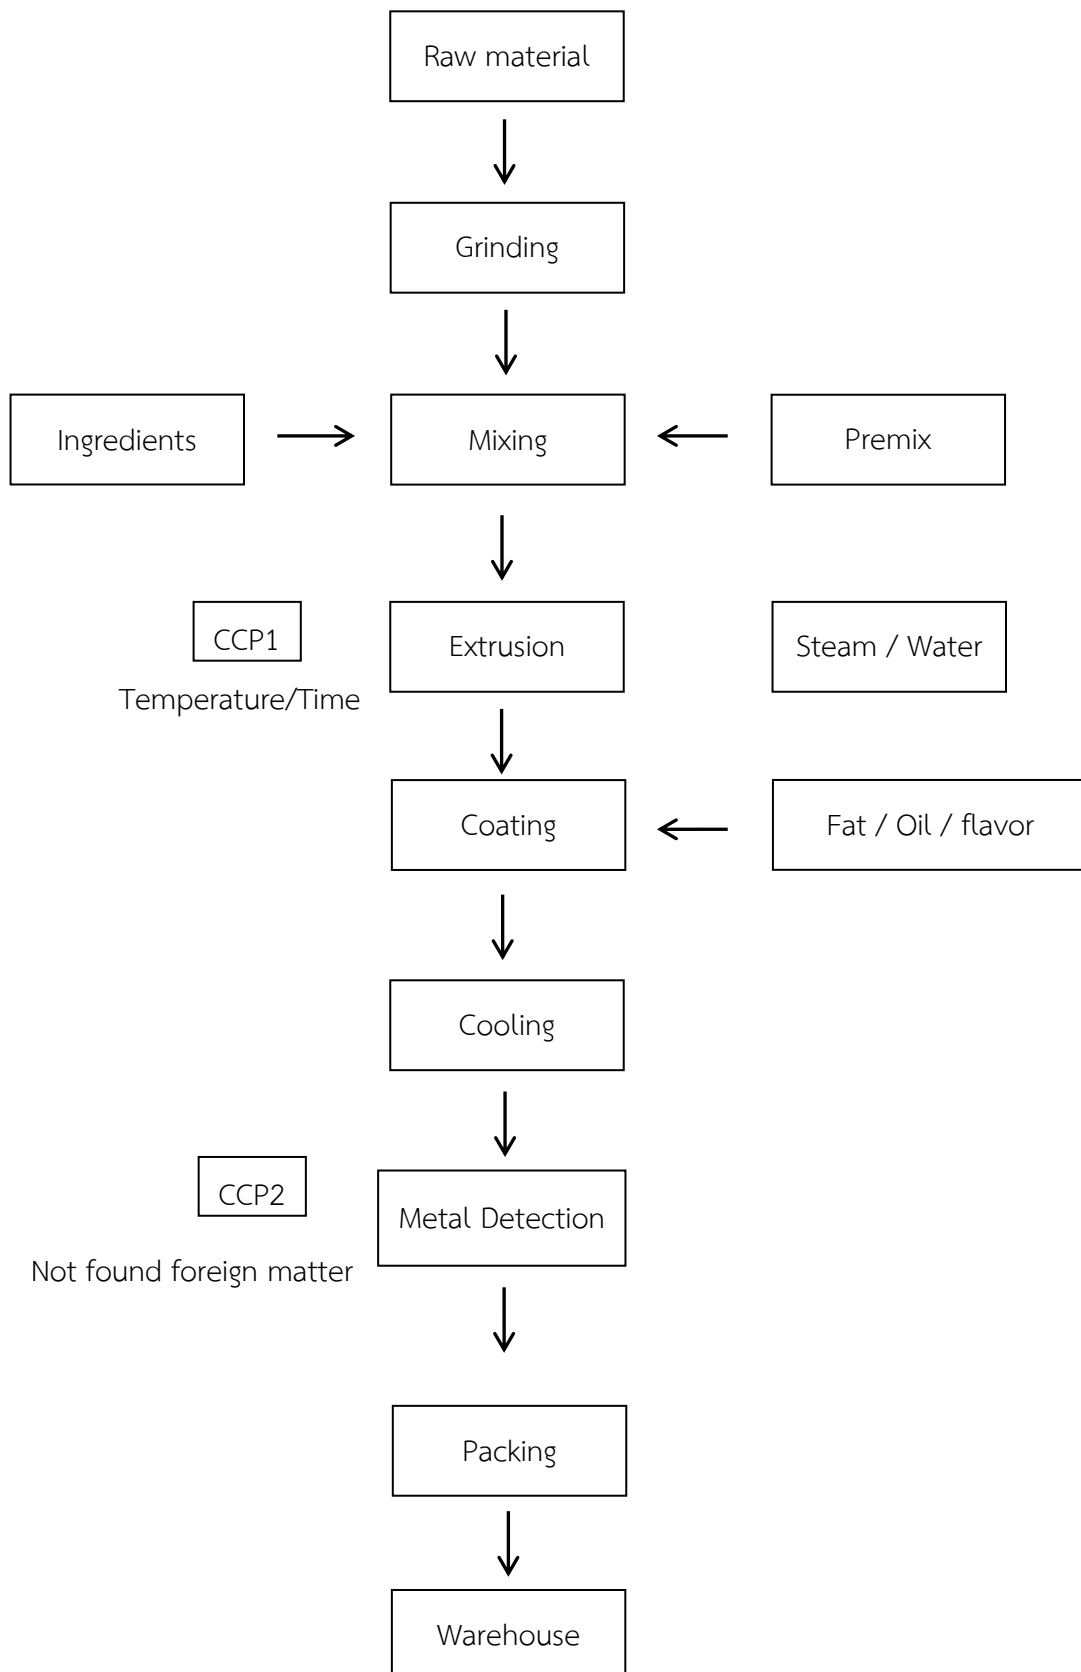 Raw material
Grinding
Ingredients
Mixing
Premix
CCP1
Extrusion
Steam / Water
Temperature/Time
Coating
Fat / Oil / flavor
Cooling
CCP2
Metal Detection
Not found foreign matter
Packing
Warehouse